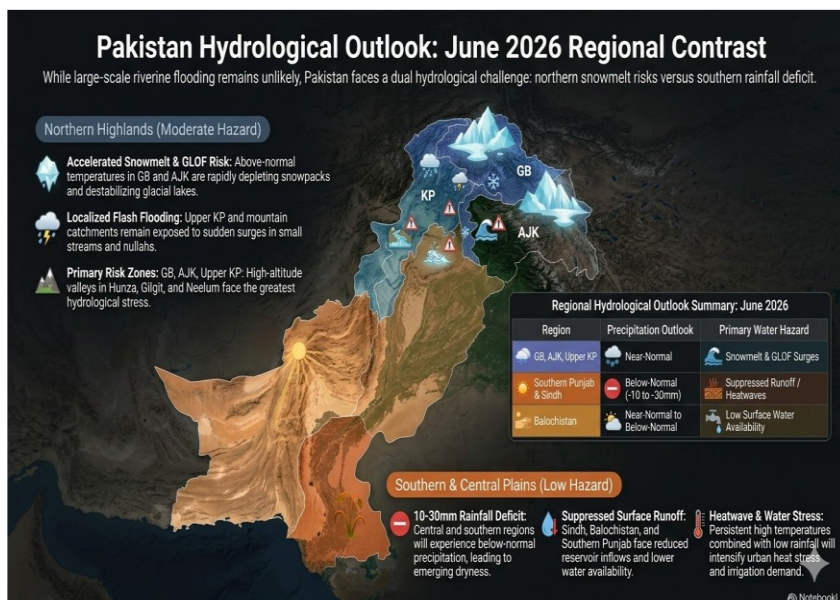 Pakistan Hydrological Outlook: June 2026 Regional Contrast
While large-scale riverine flooding remains unlikely, Pakistan faces a dual hydrological challenge: northern snowmelt risks versus southern rainfall deficit.
Northern Highlands (Moderate Hazard)
Accelerated Snowmelt & GLOF Risk: Above-normal
temperatures in GB and AJK are rapidly depleting snowpacks
and destabilizing glacial lakes.
Localized Flash Flooding: Upper KP and mountain
catchments remain exposed to sudden surges in small
streams and nullahs.
Primary Risk Zones: GB, AJK, Upper KP: High-altitude
valleys in Hunza, Gilgit, and Neelum face the greatest
hydrological stress.
GB
KP
AJK
Regional Hydrological Outlook Summary: June 2026
Region Precipitation Outlook Primary Water Hazard
GB, AJK, Upper KP Near-Normal Snowmelt & GLOF Surges
Southern Punjab
& Sindh
Below-Normal
(-10 to -30mm)
Suppressed Runoff /
Heatwaves
Balochistan
Near-Normal to
Below-Normal
Low Surface Water
Availability
Southern & Central Plains (Low Hazard)
10-30mm Rainfall Deficit:
Central and southern regions
will experience below-normal
precipitation, leading to
emerging dryness.
Suppressed Surface Runoff:
Sindh, Balochistan, and
Southern Punjab face reduced
reservoir inflows and lower
water availability.
Heatwave & Water Stress:
Persistent high temperatures
combined with low rainfall will
intensify urban heat stress
and irrigation demand.